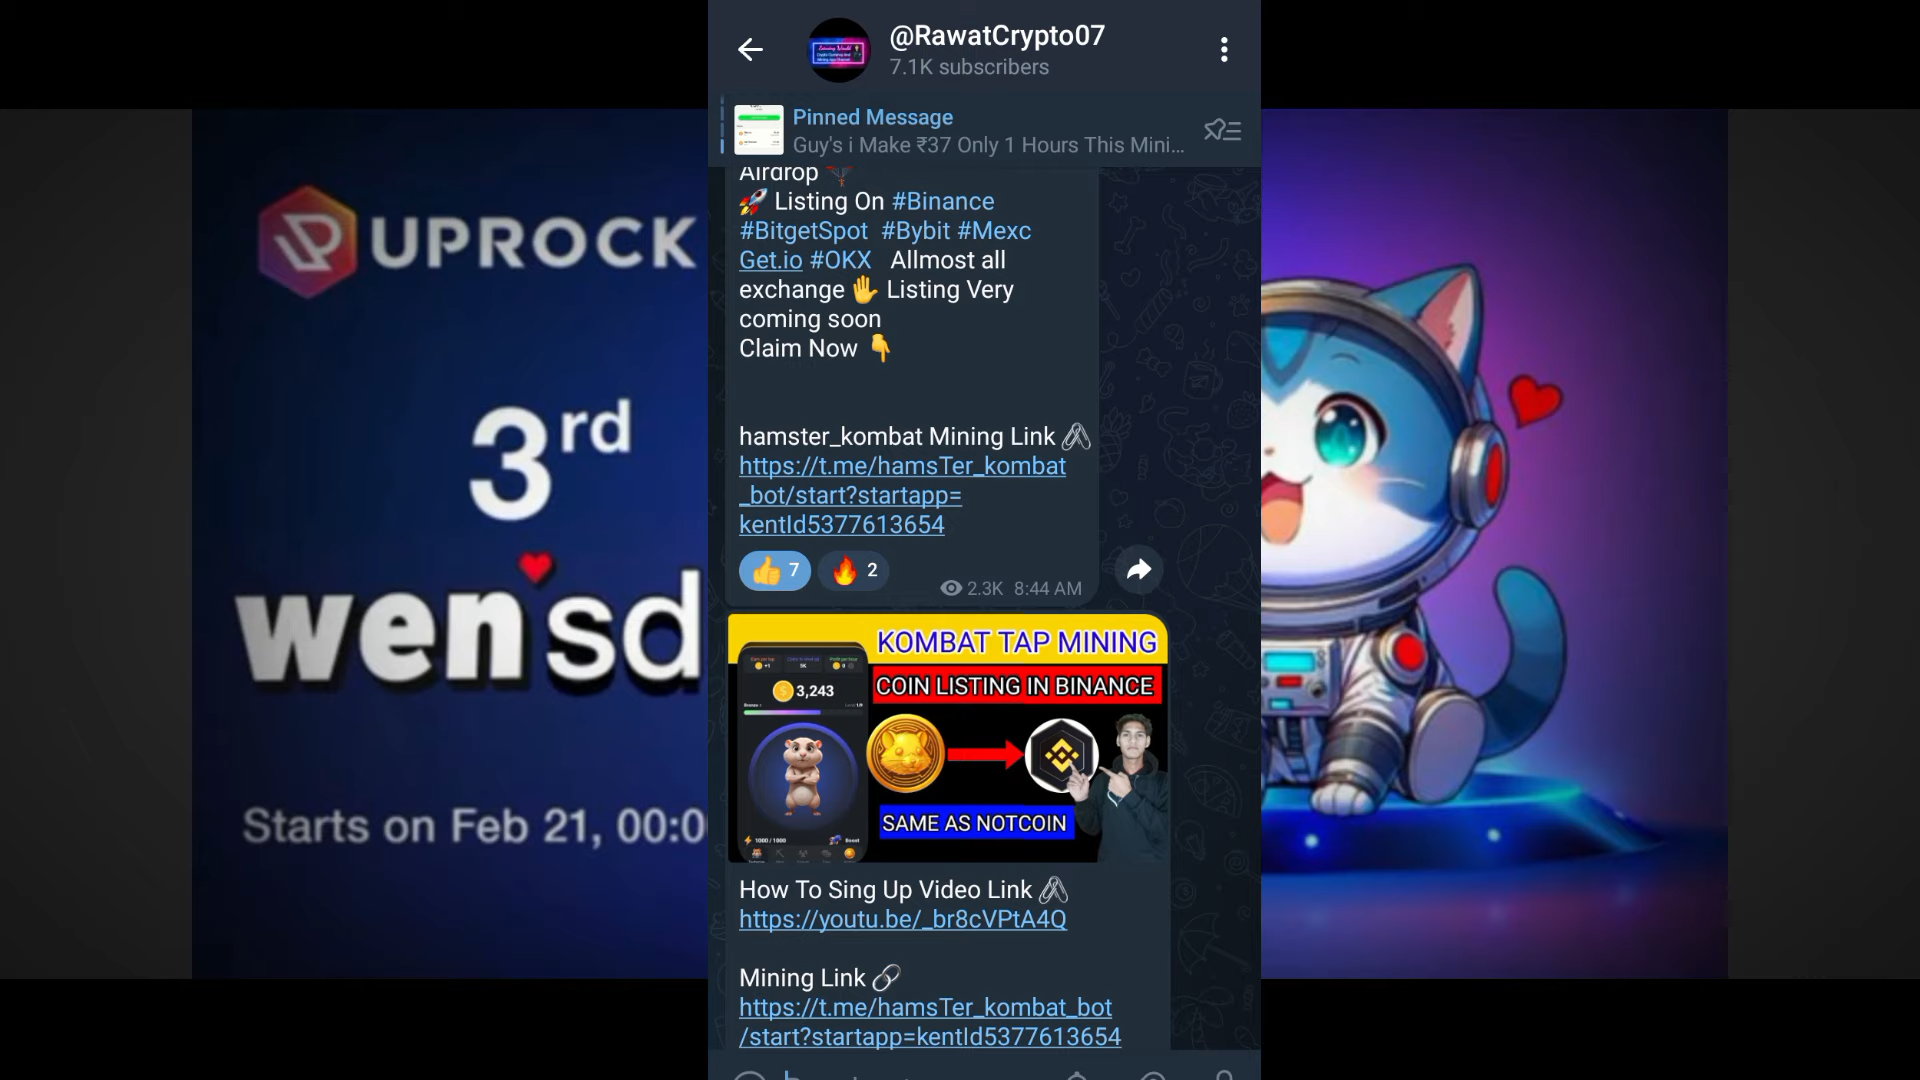 @RawatCrypto07
7.1K subscribers
Pinned Message
Guy's i Make ₹37 Only 1 Hours This Mini...
Airdrop
🚀 Listing On #Binance
#BitgetSpot #Bybit #Mexc
Get.io #OKX Allmost all
exchange ✋ Listing Very
coming soon
Claim Now 👇
hamster_kombat Mining Link 🖇
https://t.me/hamsTer_kombat
_bot/start?startapp=
kentId5377613654
👍 7 🔥 2
2.3K 8:44 AM
KOMBAT TAP MINING
COIN LISTING IN BINANCE
3,243
SAME AS NOTCOIN
1000 / 1000
Boost
How To Sing Up Video Link 🖇
https://youtu.be/_br8cVPtA4Q
Mining Link 🔗
https://t.me/hamsTer_kombat_bot
/start?startapp=kentId5377613654
UPROCK
3rd
wensd
Starts on Feb 21, 00:0